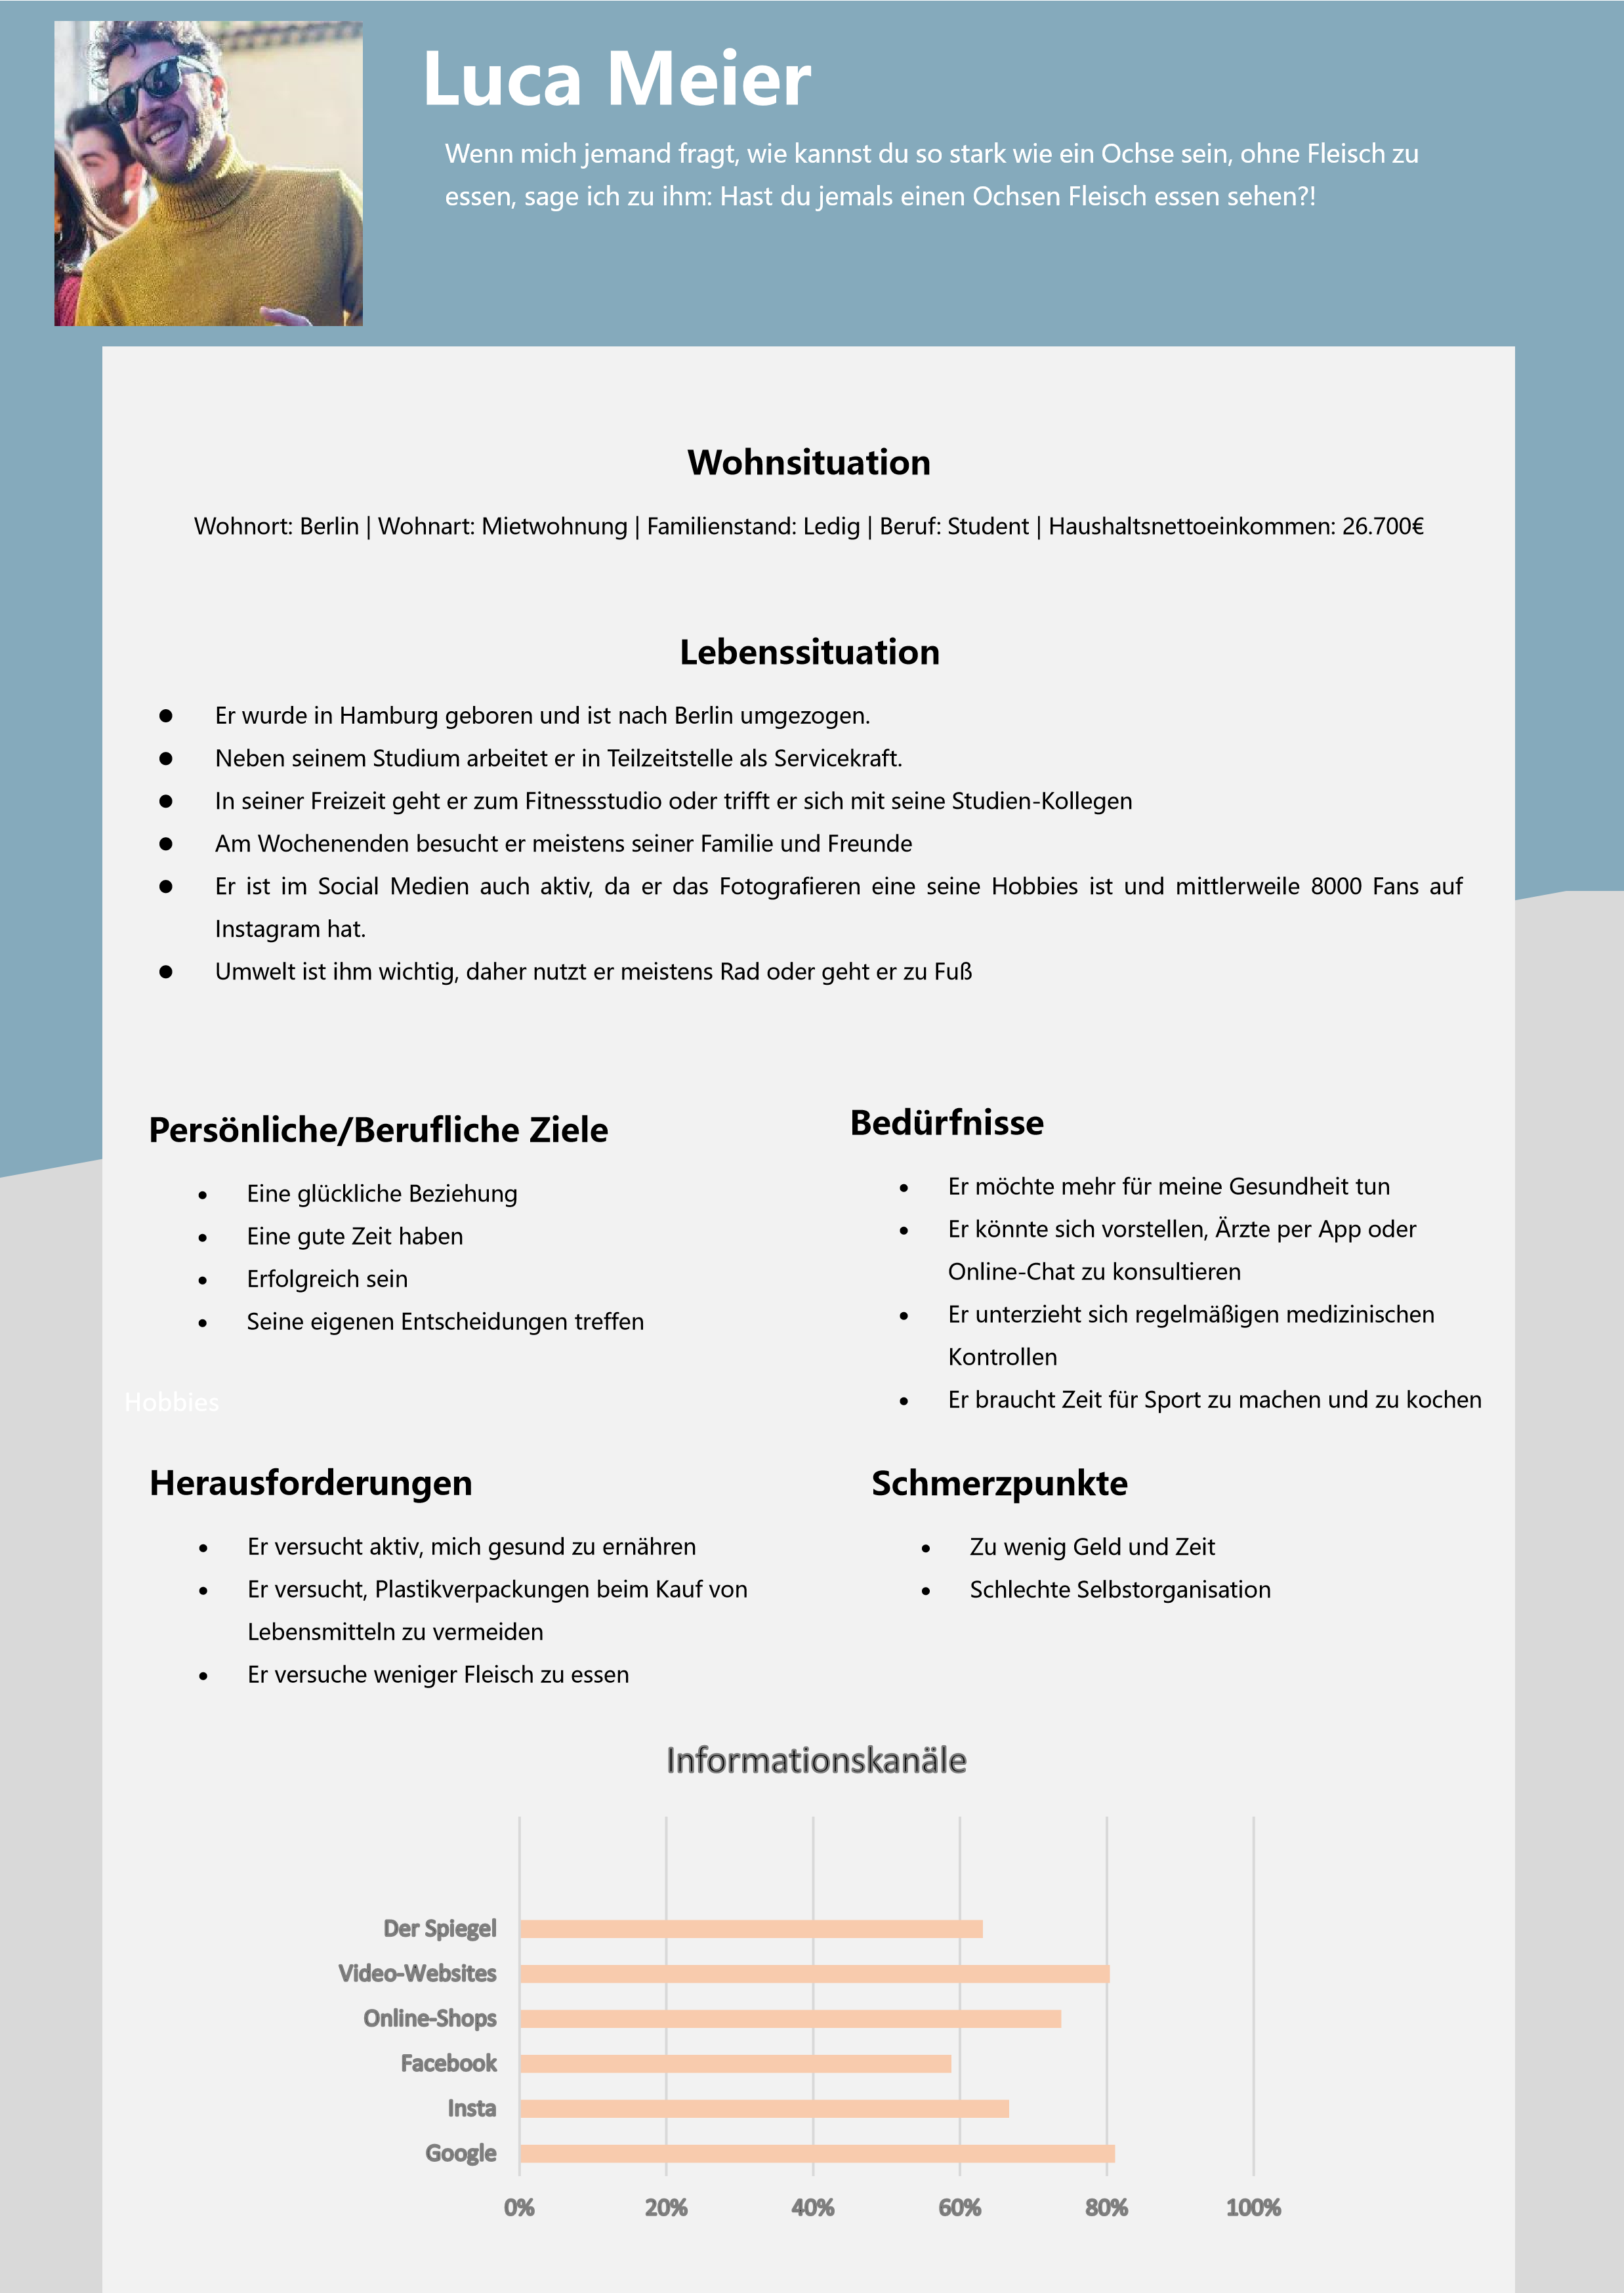 Luca Meier
Wenn mich jemand fragt, wie kannst du so stark wie ein Ochse sein, ohne Fleisch zu
essen, sage ich zu ihm: Hast du jemals einen Ochsen Fleisch essen sehen?!
Wohnsituation
Wohnort: Berlin | Wohnart: Mietwohnung | Familienstand: Ledig | Beruf: Student | Haushaltsnettoeinkommen: 26.700€
Lebenssituation
● Er wurde in Hamburg geboren und ist nach Berlin umgezogen.
● Neben seinem Studium arbeitet er in Teilzeitstelle als Servicekraft.
● In seiner Freizeit geht er zum Fitnessstudio oder trifft er sich mit seine Studien-Kollegen
● Am Wochenenden besucht er meistens seiner Familie und Freunde
● Er ist im Social Medien auch aktiv, da er das Fotografieren eine seine Hobbies ist und mittlerweile 8000 Fans auf
Instagram hat.
● Umwelt ist ihm wichtig, daher nutzt er meistens Rad oder geht er zu Fuß
Persönliche/Berufliche Ziele
• Eine glückliche Beziehung
• Eine gute Zeit haben
• Erfolgreich sein
• Seine eigenen Entscheidungen treffen
Hobbies
Bedürfnisse
• Er möchte mehr für meine Gesundheit tun
• Er könnte sich vorstellen, Ärzte per App oder
Online-Chat zu konsultieren
• Er unterzieht sich regelmäßigen medizinischen
Kontrollen
• Er braucht Zeit für Sport zu machen und zu kochen
Herausforderungen
• Er versucht aktiv, mich gesund zu ernähren
• Er versucht, Plastikverpackungen beim Kauf von
Lebensmitteln zu vermeiden
• Er versuche weniger Fleisch zu essen
Schmerzpunkte
• Zu wenig Geld und Zeit
• Schlechte Selbstorganisation
Informationskanäle
Der Spiegel
Video-Websites
Online-Shops
Facebook
Insta
Google
0% 20% 40% 60% 80% 100%